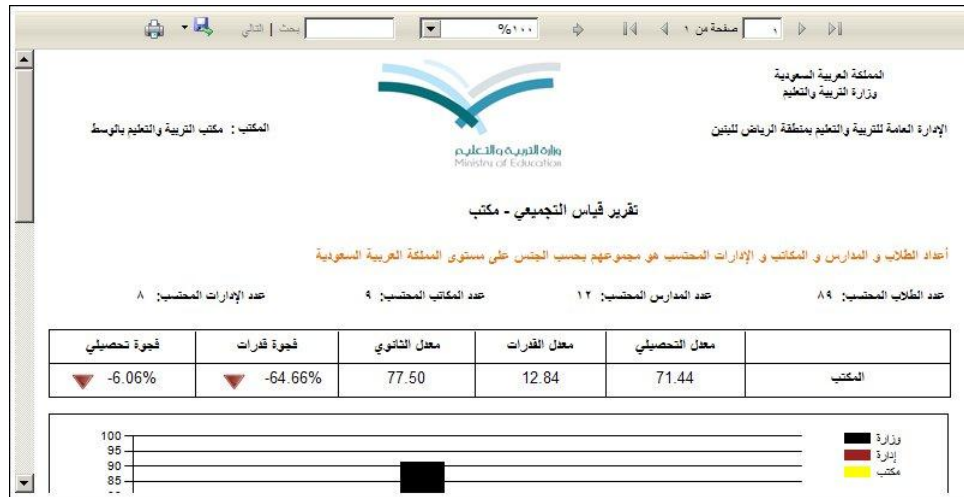 ١ صفحة من ١ %١٠٠ بحث | التالي
المملكة العربية السعودية
وزارة التربية والتعليم
الإدارة العامة للتربية والتعليم بمنطقة الرياض للبنين
المكتب : مكتب التربية والتعليم بالوسط
وزارة التربية والتعليم
Ministry of Education
تقرير قياس التجميعي - مكتب
أعداد الطلاب و المدارس و المكاتب و الإدارات المحتسب هو مجموعهم بحسب الجنس على مستوى المملكة العربية السعودية
عدد الطلاب المحتسب: ٨٩ عدد المدارس المحتسب: ١٢ عدد المكاتب المحتسب: ٩ عدد الإدارات المحتسب: ٨
معدل التحصيلي معدل القدرات معدل الثانوي فجوة قدرات فجوة تحصيلي
المكتب 71.44 12.84 77.50 -64.66% -6.06%
وزارة
إدارة
مكتب
100
95
90
85